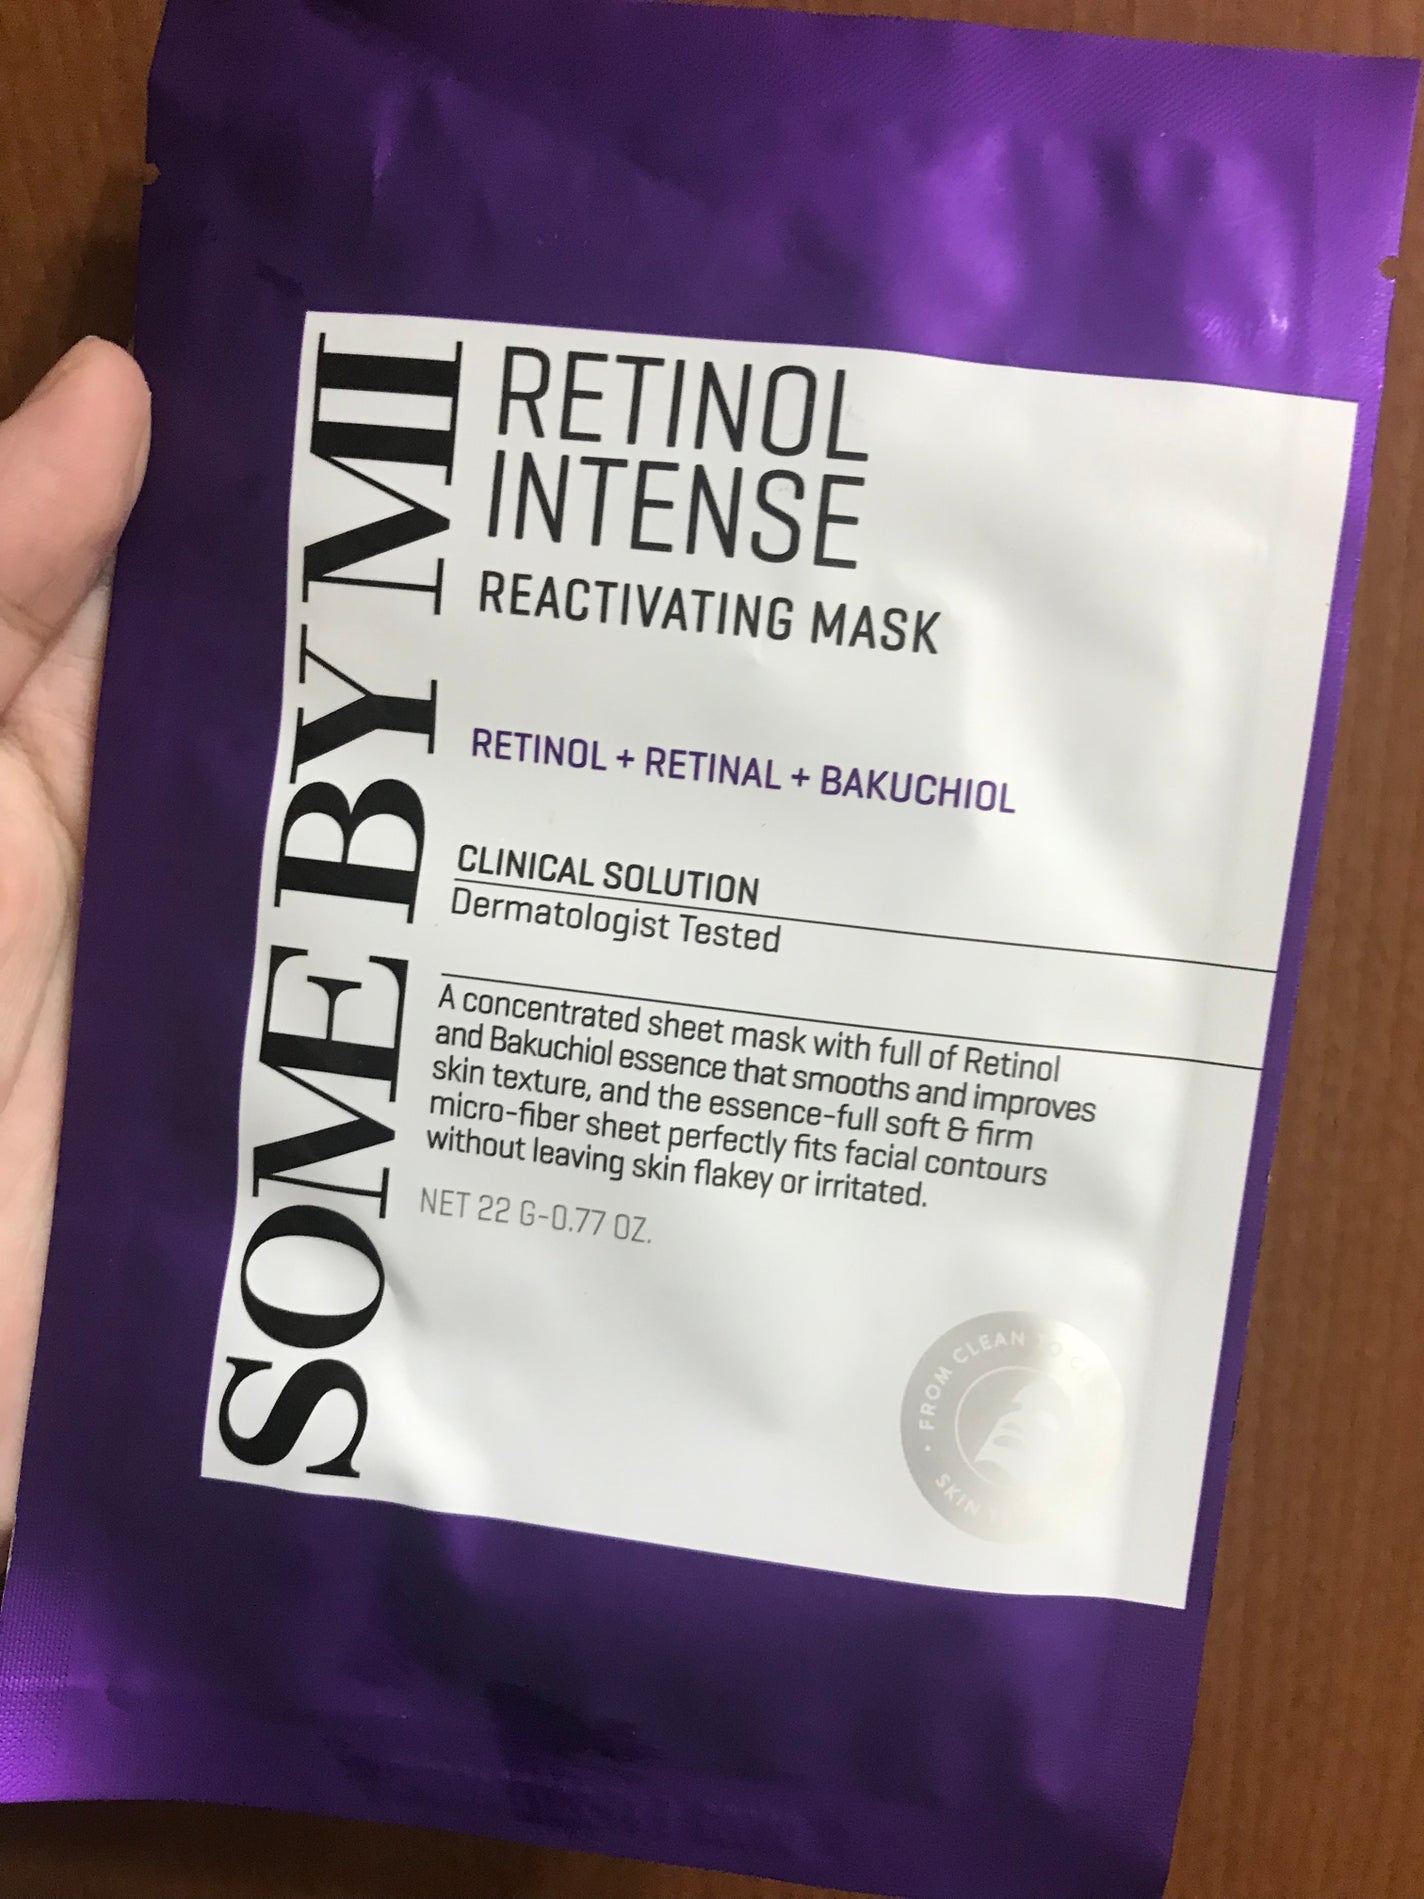 SOME BY MI
RETINOL
INTENSE
REACTIVATING MASK
RETINOL + RETINAL + BAKUCHIOL
CLINICAL SOLUTION
Dermatologist Tested
A concentrated sheet mask with full of Retinol
and Bakuchiol essence that smooths and improves
skin texture, and the essence-full soft & firm
micro-fiber sheet perfectly fits facial contours
without leaving skin flakey or irritated.
NET 22 G-0.77 OZ.
FROM CLEAN TO
SKIN